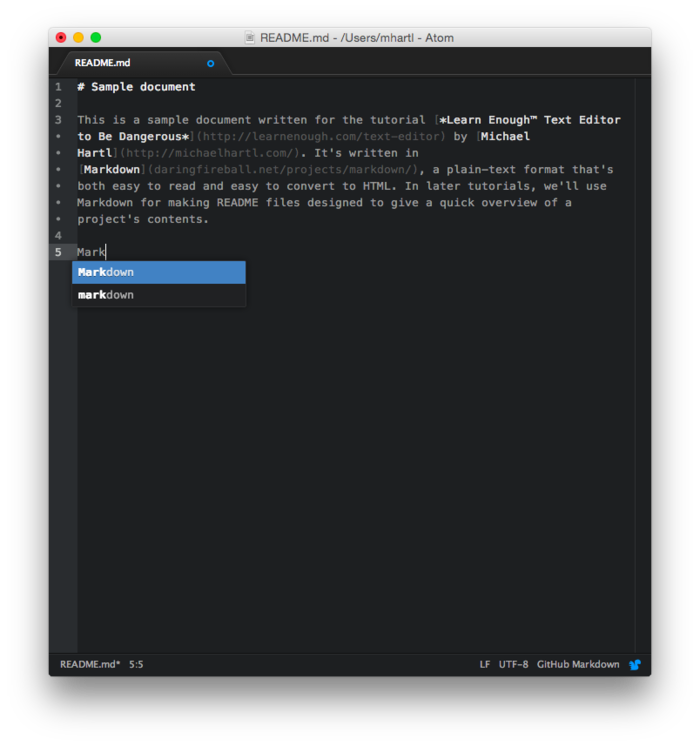 README.md - /Users/mhartl - Atom
README.md
1 # Sample document
2
3 This is a sample document written for the tutorial [*Learn Enough™ Text Editor
• to Be Dangerous*](http://learnenough.com/text-editor) by [Michael
• Hartl](http://michaelhartl.com/). It's written in
• [Markdown](daringfireball.net/projects/markdown/), a plain-text format that's
• both easy to read and easy to convert to HTML. In later tutorials, we'll use
• Markdown for making README files designed to give a quick overview of a
• project's contents.
4
5 Mark
Markdown
markdown
README.md* 5:5 LF UTF-8 GitHub Markdown